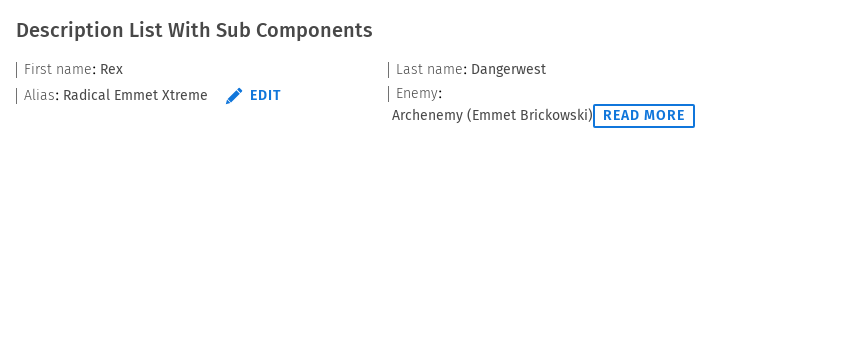 Description List With Sub Components
First name: Rex
Last name: Dangerwest
Alias: Radical Emmet Xtreme EDIT
Enemy:
Archenemy (Emmet Brickowski) READ MORE